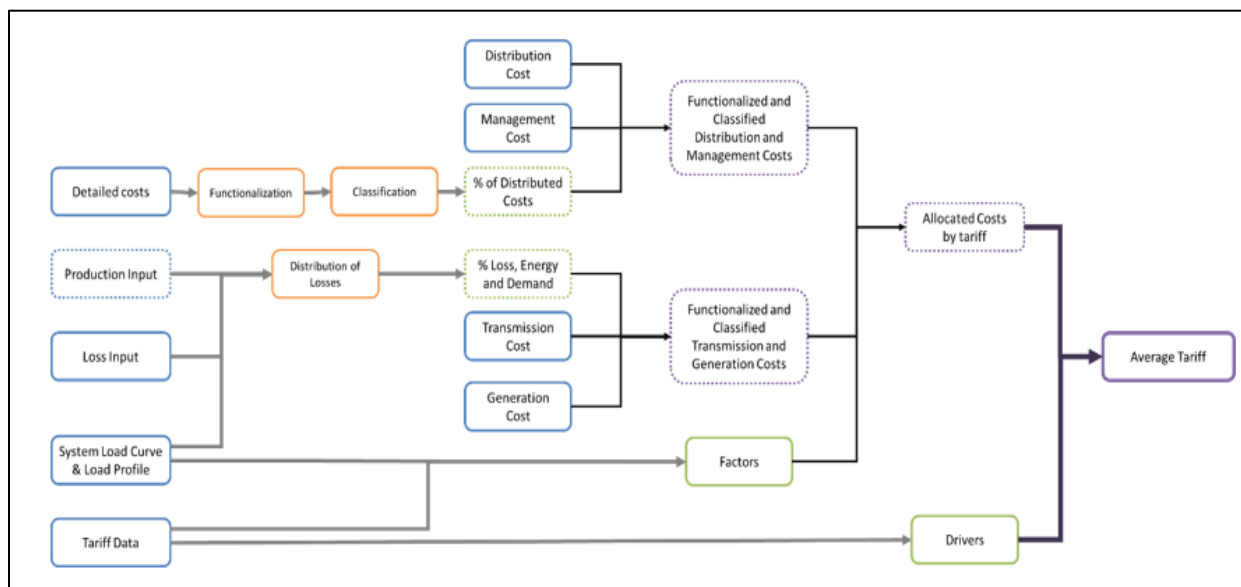 Distribution
Cost
Management
Cost
Functionalized and
Classified
Distribution and
Management Costs
Detailed costs
Functionalization
Classification
% of Distributed
Costs
Allocated Costs
by tariff
Production Input
Distribution of
Losses
% Loss, Energy
and Demand
Loss Input
Transmission
Cost
Functionalized and
Classified
Transmission and
Generation Costs
Average Tariff
Generation
Cost
System Load Curve
& Load Profile
Factors
Tariff Data
Drivers